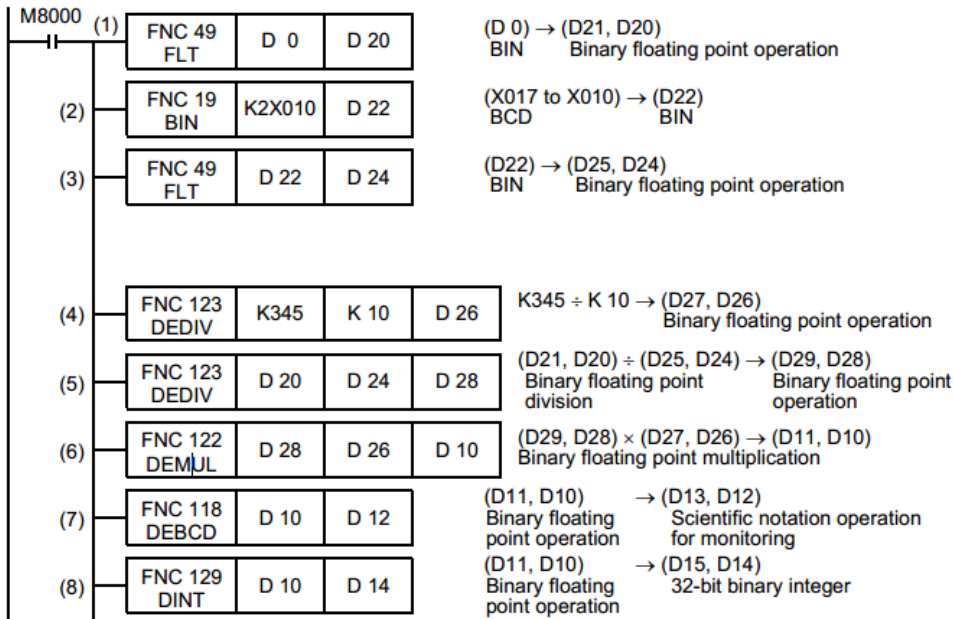 M8000
(1) FNC 49 FLT D 0 D 20 (D 0) → (D21, D20)
BIN Binary floating point operation
(2) FNC 19 BIN K2X010 D 22 (X017 to X010) → (D22)
BCD BIN
(3) FNC 49 FLT D 22 D 24 (D22) → (D25, D24)
BIN Binary floating point operation
(4) FNC 123 DEDIV K345 K 10 D 26 K345 ÷ K 10 → (D27, D26)
Binary floating point operation
(5) FNC 123 DEDIV D 20 D 24 D 28 (D21, D20) ÷ (D25, D24) → (D29, D28)
Binary floating point Binary floating point
division operation
(6) FNC 122 DEMUL D 28 D 26 D 10 (D29, D28) × (D27, D26) → (D11, D10)
Binary floating point multiplication
(7) FNC 118 DEBCD D 10 D 12 (D11, D10) → (D13, D12)
Binary floating Scientific notation operation
point operation for monitoring
(8) FNC 129 DINT D 10 D 14 (D11, D10) → (D15, D14)
Binary floating 32-bit binary integer
point operation